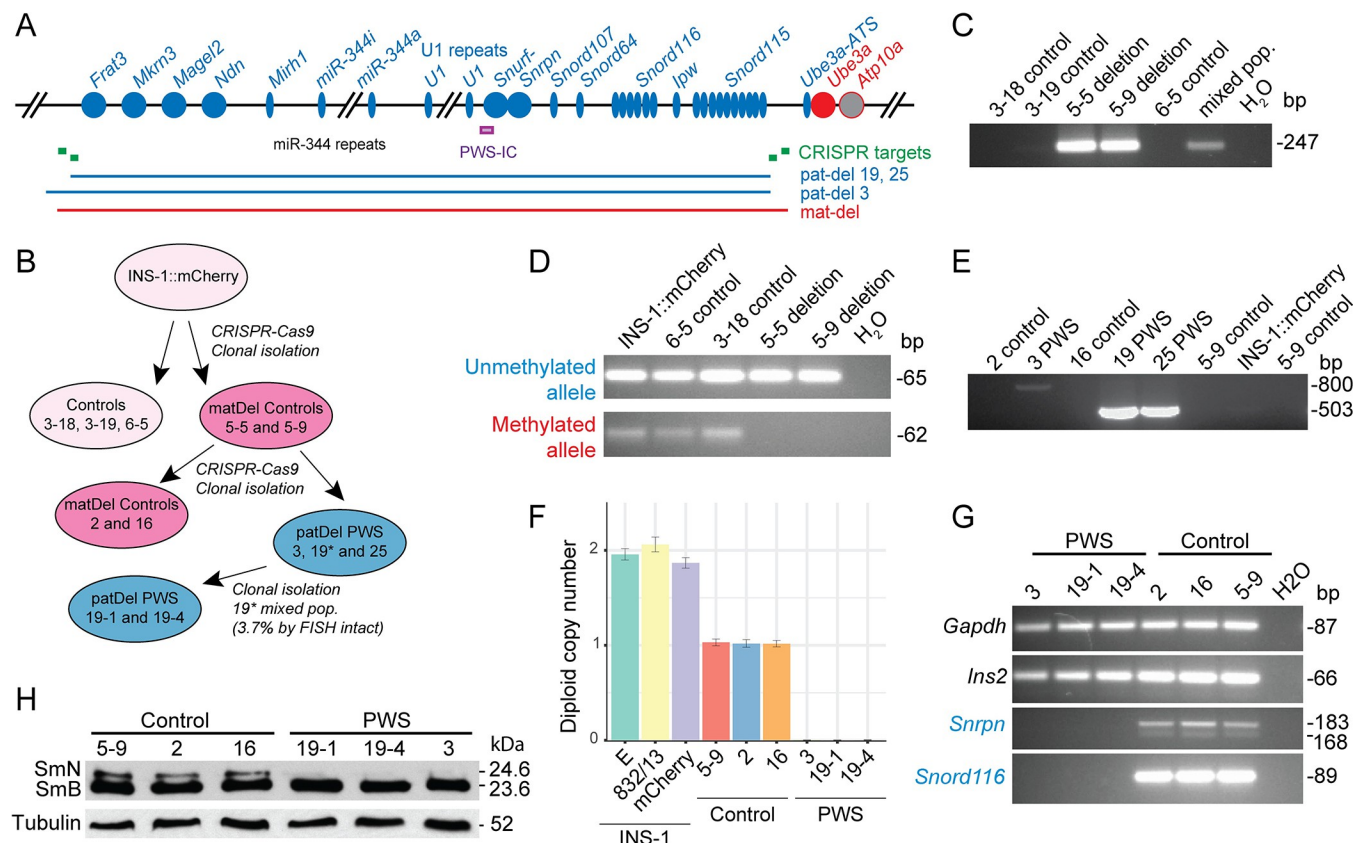 A
Frat3
Mkrn3
Magel2
Ndn
Mirh1
miR-344i
miR-344a
U1 repeats
U1
U1
Snurf-
Snrpn
Snord107
Snord64
Snord116
Ipw
Snord115
Ube3a-ATS
Ube3a
Atp10a
miR-344 repeats
PWS-IC
CRISPR targets
pat-del 19, 25
pat-del 3
mat-del
B
INS-1::mCherry
CRISPR-Cas9
Clonal isolation
Controls
3-18, 3-19, 6-5
matDel Controls
5-5 and 5-9
CRISPR-Cas9
Clonal isolation
matDel Controls
2 and 16
patDel PWS
3, 19* and 25
patDel PWS
19-1 and 19-4
Clonal isolation
19* mixed pop.
(3.7% by FISH intact)
C
3-18 control
3-19 control
5-5 deletion
5-9 deletion
6-5 control
mixed pop.
H2O
bp
-247
D
INS-1::mCherry
6-5 control
3-18 control
5-5 deletion
5-9 deletion
H2O
bp
Unmethylated
allele
-65
Methylated
allele
-62
E
2 control
3 PWS
16 control
19 PWS
25 PWS
5-9 control
INS-1::mCherry
5-9 control
bp
-800
-503
F
Diploid copy number
2
1
0
E
832/13
mCherry
5-9
2
16
3
19-1
19-4
INS-1
Control
PWS
G
PWS
Control
3
19-1
19-4
2
16
5-9
H2O
bp
Gapdh
-87
Ins2
-66
Snrpn
-183
-168
Snord116
-89
H
Control
PWS
5-9
2
16
19-1
19-4
3
kDa
SmN
-24.6
SmB
-23.6
Tubulin
- 52